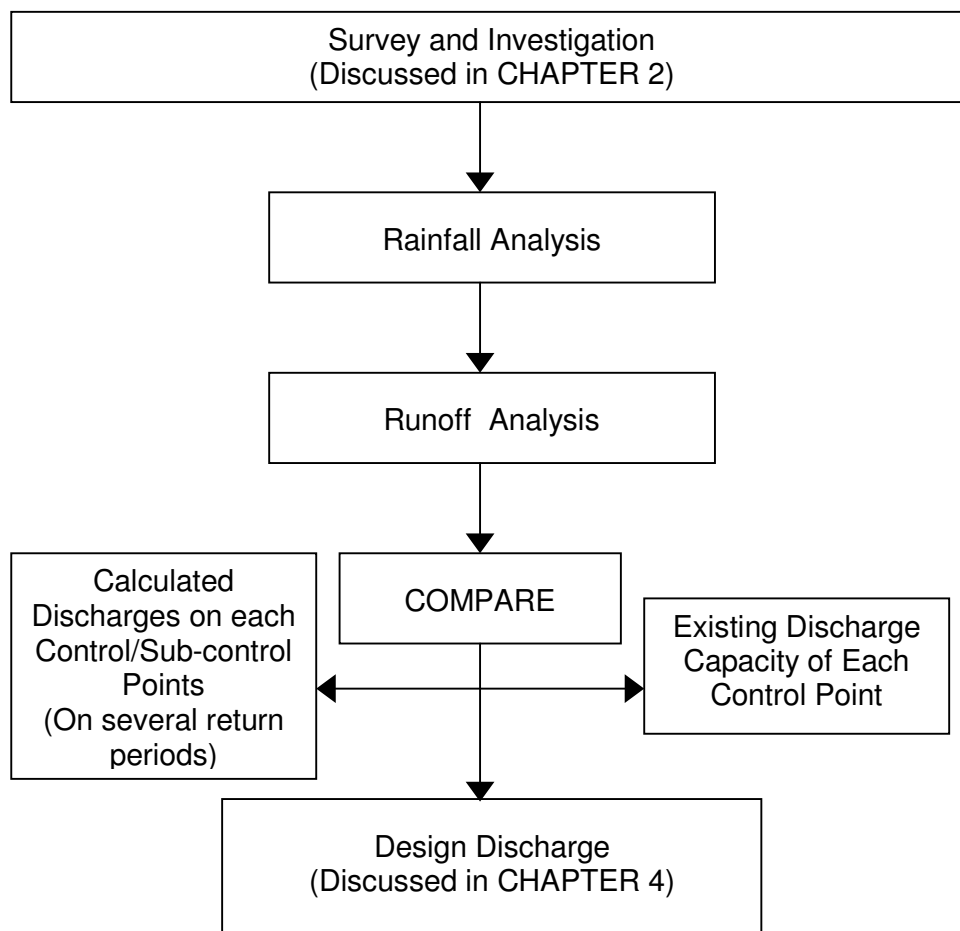 Survey and Investigation
(Discussed in CHAPTER 2)
Rainfall Analysis
Runoff Analysis
COMPARE
Calculated
Discharges on each
Control/Sub-control
Points
(On several return
periods)
Existing Discharge
Capacity of Each
Control Point
Design Discharge
(Discussed in CHAPTER 4)